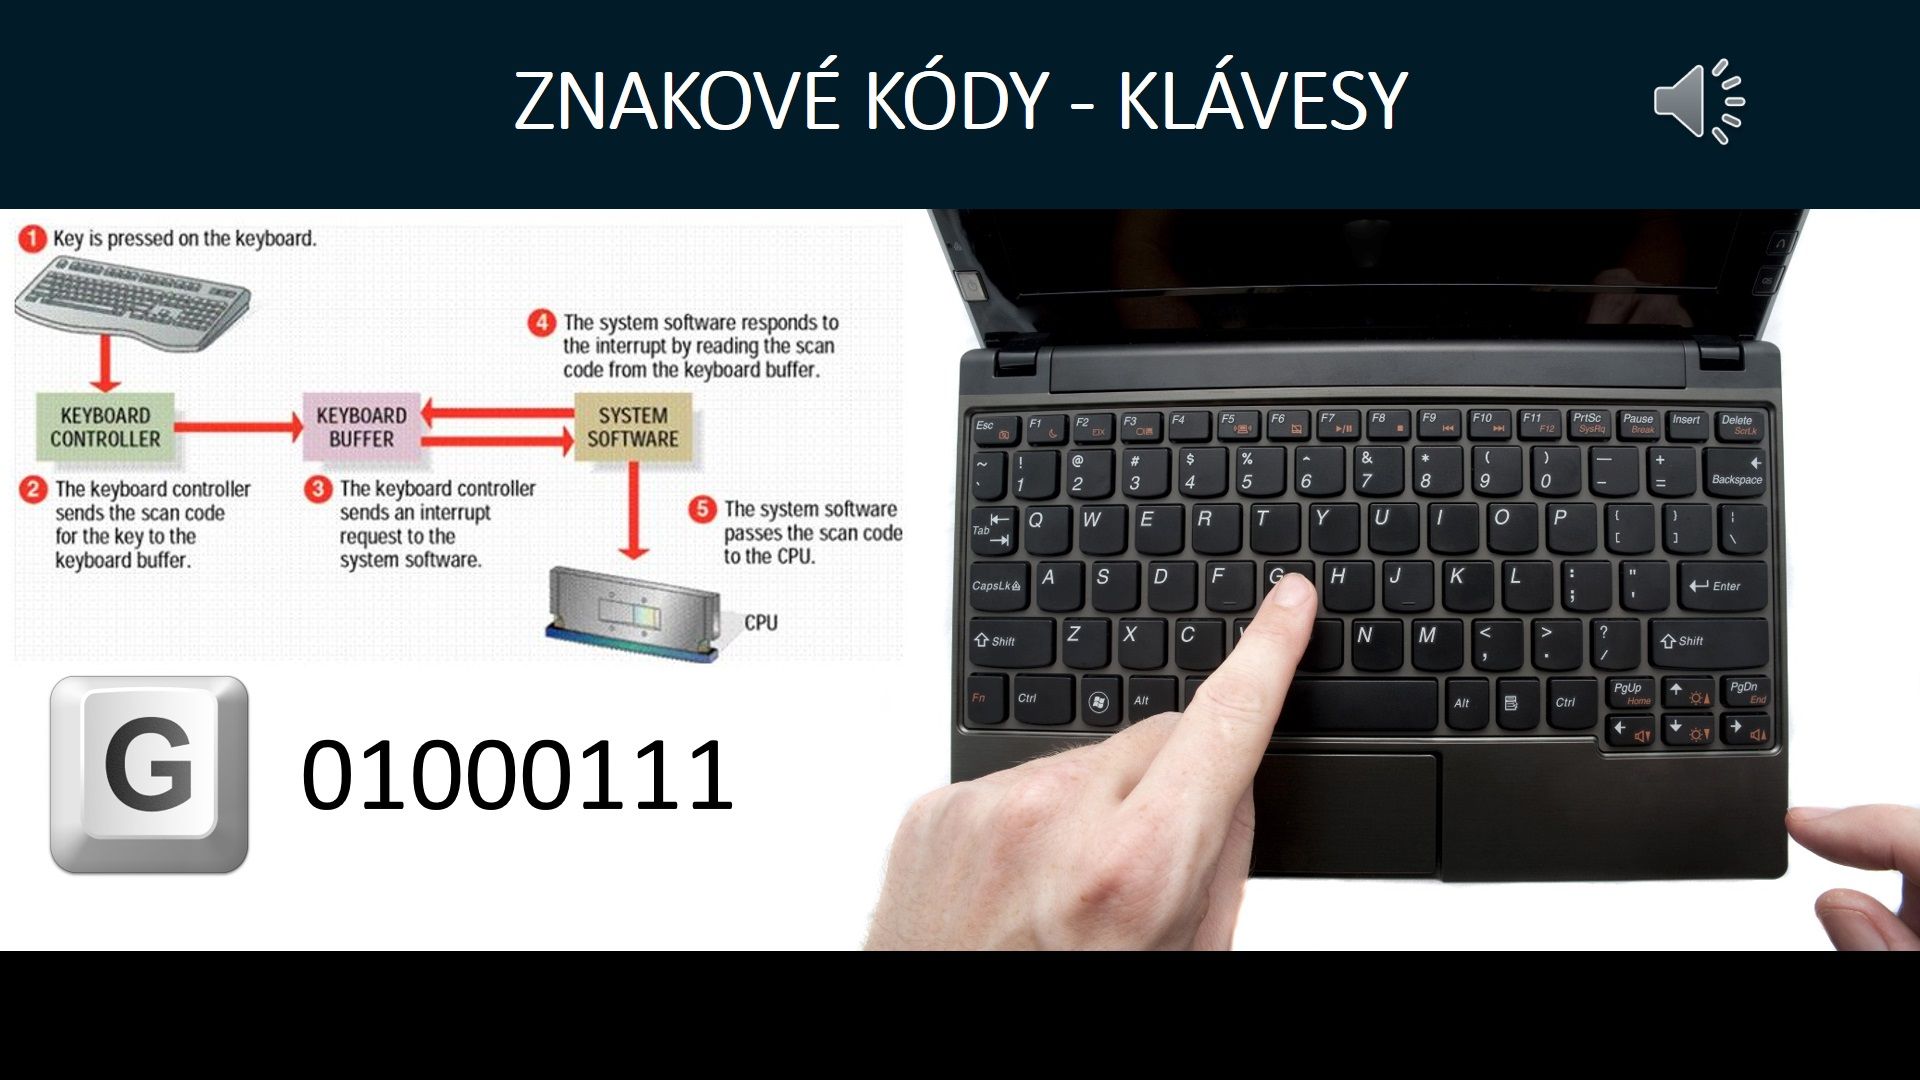 ZNAKOVÉ KÓDY - KLÁVESY
1 Key is pressed on the keyboard.
4 The system software responds to
the interrupt by reading the scan
code from the keyboard buffer.
KEYBOARD
CONTROLLER
KEYBOARD
BUFFER
SYSTEM
SOFTWARE
2 The keyboard controller
sends the scan code
for the key to the
keyboard buffer.
3 The keyboard controller
sends an interrupt
request to the
system software.
5 The system software
passes the scan code
to the CPU.
CPU
G
01000111
Esc F1 F2 F3 F4 F5 F6 F7 F8 F9 F10 F11 F12 PrtSc SysRq Pause Break Insert Delete ScrLk
~ ! @ # $ % ^ & * ( ) — +
` 1 2 3 4 5 6 7 8 9 0 - = Backspace
Tab Q W E R T Y U I O P { [ } ] ¦ \
CapsLk A S D F G H J K L : ; " ' Enter
Shift Z X C N M < , > . ? / Shift
Fn Ctrl Alt Alt Ctrl PgUp Home PgDn End